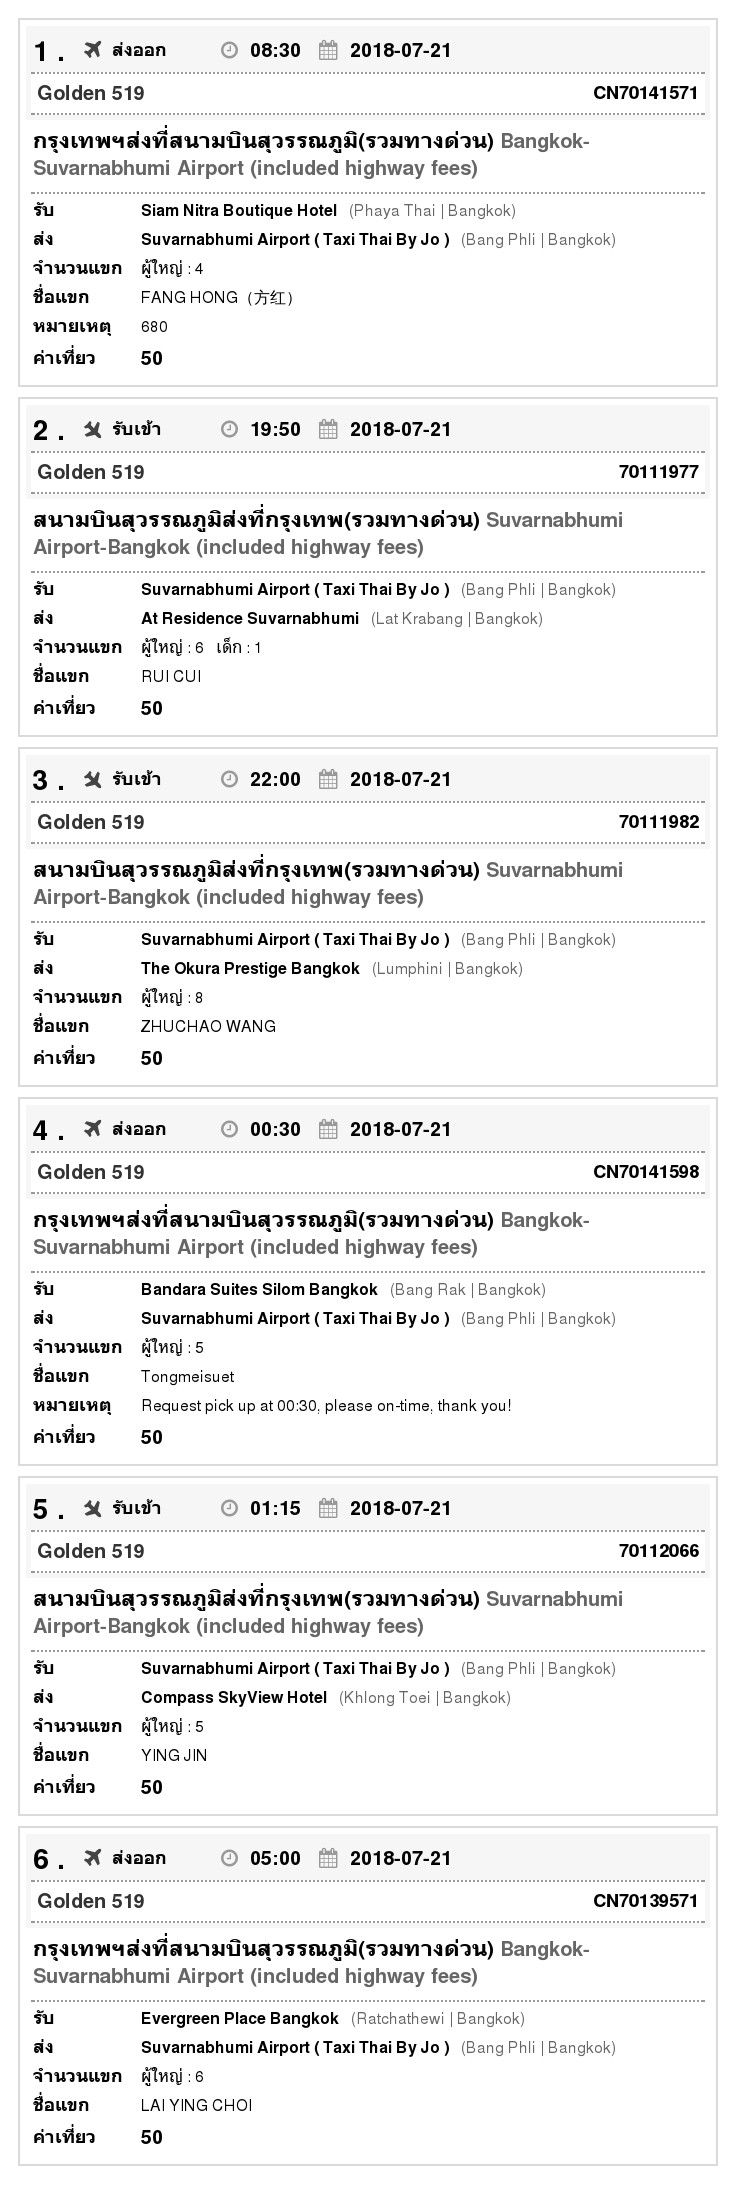 1 . ส่งออก 08:30 2018-07-21
Golden 519 CN70141571
กรุงเทพฯส่งที่สนามบินสุวรรณภูมิ(รวมทางด่วน) Bangkok-
Suvarnabhumi Airport (included highway fees)
รับ Siam Nitra Boutique Hotel (Phaya Thai | Bangkok)
ส่ง Suvarnabhumi Airport ( Taxi Thai By Jo ) (Bang Phli | Bangkok)
จำนวนแขก ผู้ใหญ่ : 4
ชื่อแขก FANG HONG（方红）
หมายเหตุ 680
ค่าเที่ยว 50
2 . รับเข้า 19:50 2018-07-21
Golden 519 70111977
สนามบินสุวรรณภูมิส่งที่กรุงเทพ(รวมทางด่วน) Suvarnabhumi
Airport-Bangkok (included highway fees)
รับ Suvarnabhumi Airport ( Taxi Thai By Jo ) (Bang Phli | Bangkok)
ส่ง At Residence Suvarnabhumi (Lat Krabang | Bangkok)
จำนวนแขก ผู้ใหญ่ : 6 เด็ก : 1
ชื่อแขก RUI CUI
ค่าเที่ยว 50
3 . รับเข้า 22:00 2018-07-21
Golden 519 70111982
สนามบินสุวรรณภูมิส่งที่กรุงเทพ(รวมทางด่วน) Suvarnabhumi
Airport-Bangkok (included highway fees)
รับ Suvarnabhumi Airport ( Taxi Thai By Jo ) (Bang Phli | Bangkok)
ส่ง The Okura Prestige Bangkok (Lumphini | Bangkok)
จำนวนแขก ผู้ใหญ่ : 8
ชื่อแขก ZHUCHAO WANG
ค่าเที่ยว 50
4 . ส่งออก 00:30 2018-07-21
Golden 519 CN70141598
กรุงเทพฯส่งที่สนามบินสุวรรณภูมิ(รวมทางด่วน) Bangkok-
Suvarnabhumi Airport (included highway fees)
รับ Bandara Suites Silom Bangkok (Bang Rak | Bangkok)
ส่ง Suvarnabhumi Airport ( Taxi Thai By Jo ) (Bang Phli | Bangkok)
จำนวนแขก ผู้ใหญ่ : 5
ชื่อแขก Tongmeisuet
หมายเหตุ Request pick up at 00:30, please on-time, thank you!
ค่าเที่ยว 50
5 . รับเข้า 01:15 2018-07-21
Golden 519 70112066
สนามบินสุวรรณภูมิส่งที่กรุงเทพ(รวมทางด่วน) Suvarnabhumi
Airport-Bangkok (included highway fees)
รับ Suvarnabhumi Airport ( Taxi Thai By Jo ) (Bang Phli | Bangkok)
ส่ง Compass SkyView Hotel (Khlong Toei | Bangkok)
จำนวนแขก ผู้ใหญ่ : 5
ชื่อแขก YING JIN
ค่าเที่ยว 50
6 . ส่งออก 05:00 2018-07-21
Golden 519 CN70139571
กรุงเทพฯส่งที่สนามบินสุวรรณภูมิ(รวมทางด่วน) Bangkok-
Suvarnabhumi Airport (included highway fees)
รับ Evergreen Place Bangkok (Ratchathewi | Bangkok)
ส่ง Suvarnabhumi Airport ( Taxi Thai By Jo ) (Bang Phli | Bangkok)
จำนวนแขก ผู้ใหญ่ : 6
ชื่อแขก LAI YING CHOI
ค่าเที่ยว 50